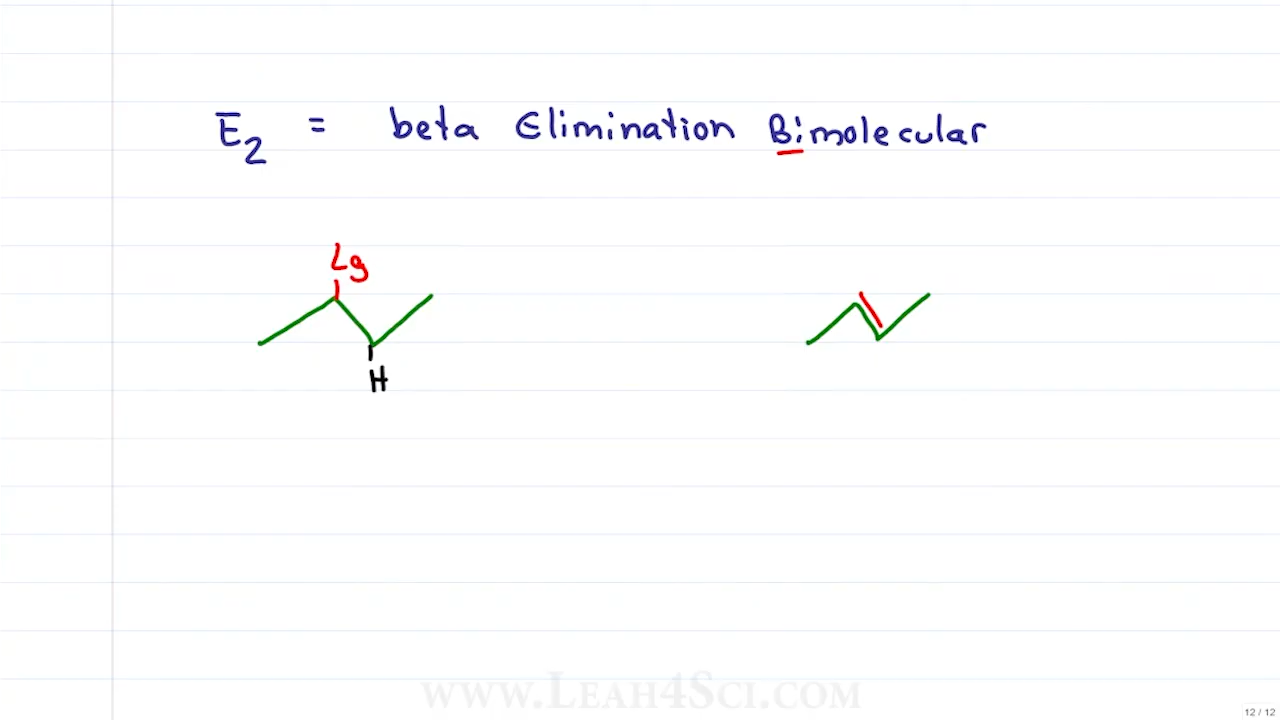 E2 = beta Elimination Bimolecular
Lg
H
www.Leah4Sci.com
12 / 12